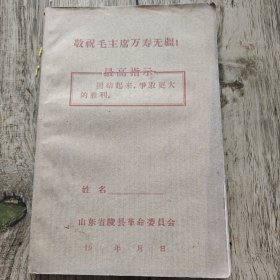 敬祝毛主席万寿无疆！
最高指示
团结起来，争取更大
的胜利。
姓名
山东省陵县革命委员会
19 年 月 日